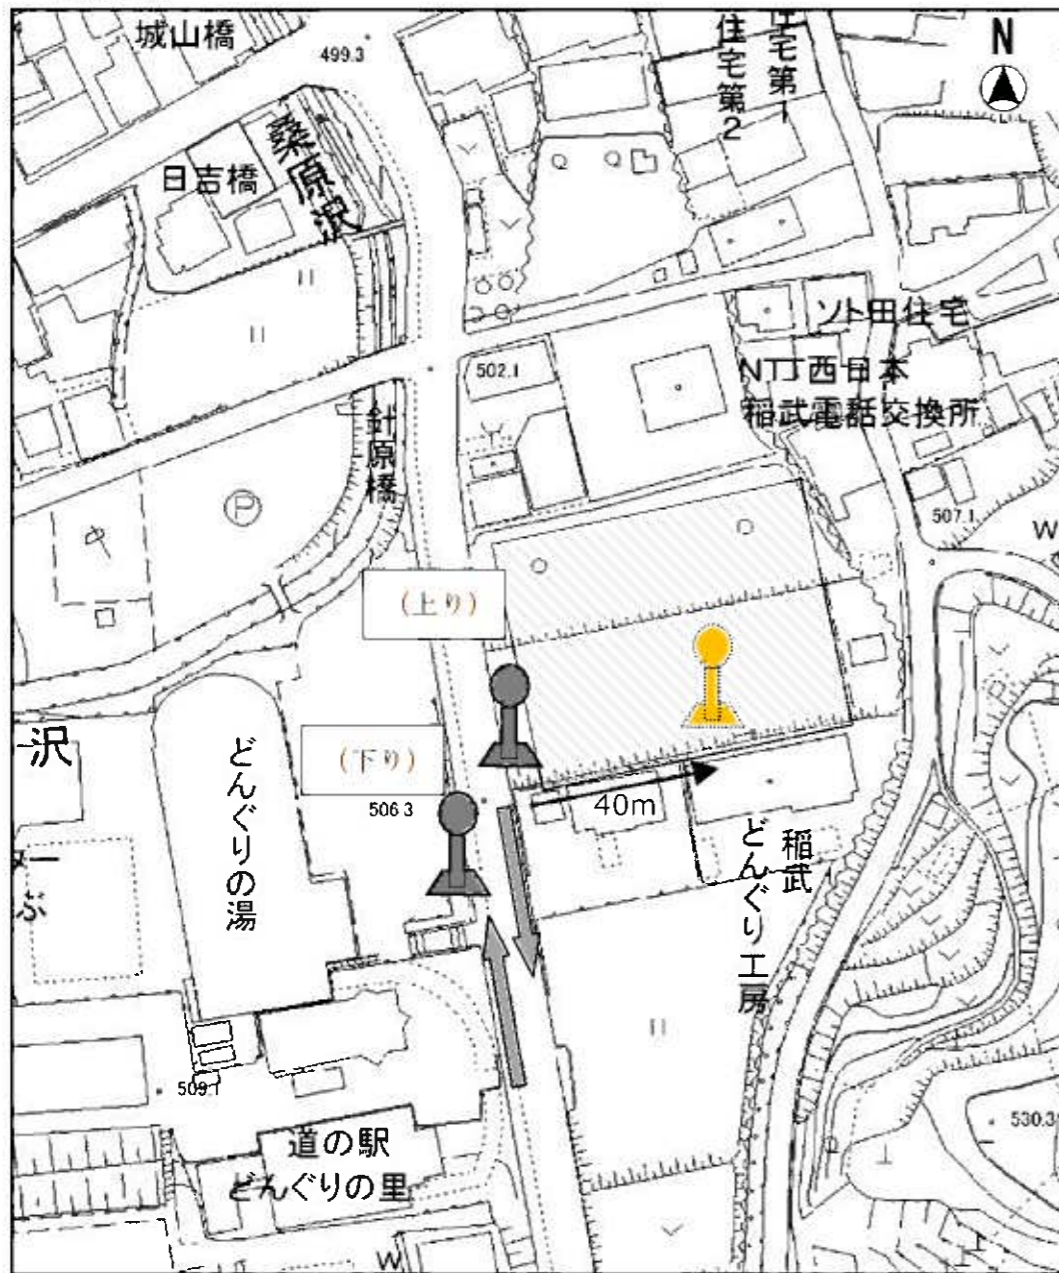 城山橋
499.3
住宅第2
住宅第1
N
桑原沢
日吉橋
ソト田住宅
502.1
NTT西日本
稲武電話交換所
針原橋
P
507.1
W
(上り)
(下り)
沢
506.3
40m
どんぐりの湯
稲武
どんぐり工房
ぶ
509.1
530.3
道の駅
どんぐりの里
W